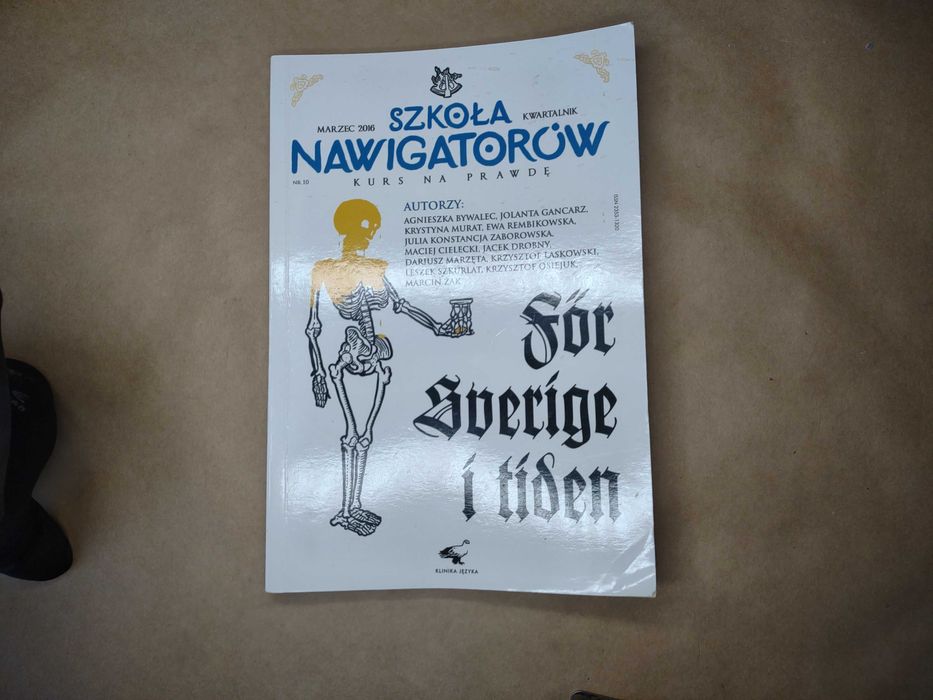 SZKOŁA
MARZEC 2016
KWARTALNIK
NAWIGATORÓW
NR. 10
KURS NA PRAWDĘ
AUTORZY:
AGNIESZKA BYWALEC, JOLANTA GANCARZ,
KRYSTYNA MURAT, EWA REMBIKOWSKA,
JULIA KONSTANCJA ZABOROWSKA,
MACIEJ CIELECKI, JACEK DROBNY,
DARIUSZ MARZĘTA, KRZYSZTOF LASKOWSKI,
LESZEK SZKURŁAT, KRZYSZTOF OSIEJUK,
MARCIN ŻAK
För
Sverige
i tiden
KLINIKA JĘZYKA